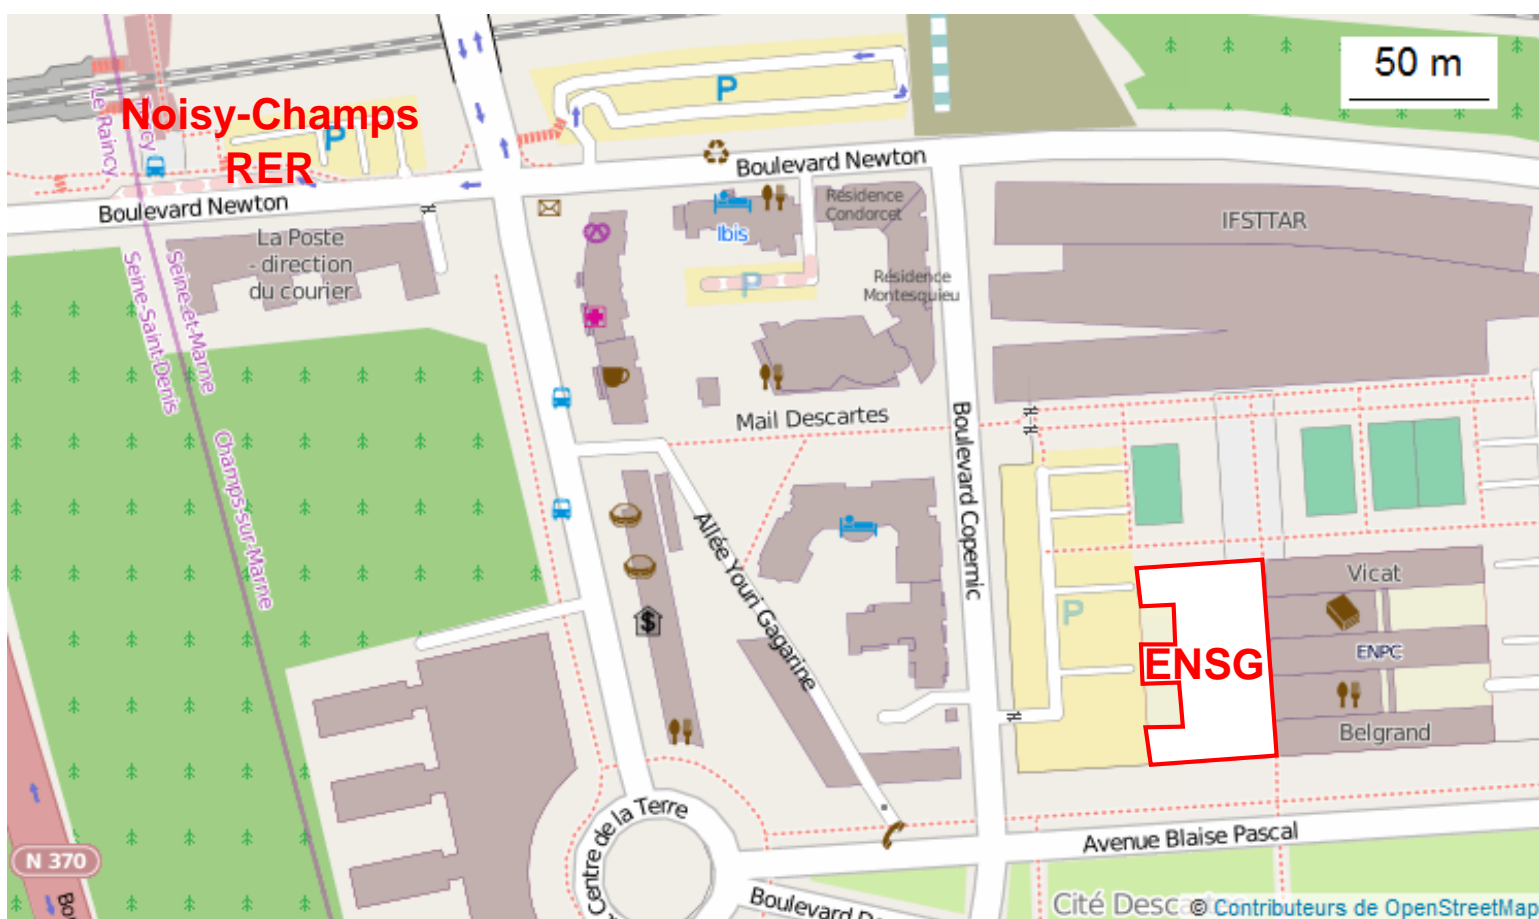 50 m
Noisy-Champs
RER
P
P
Le Raincy
Boulevard Newton
Boulevard Newton
La Poste
- direction
du courier
Ibis
Résidence
Condorcet
IFSTTAR
P
Résidence
Montesquieu
Seine-et-Marne
Seine-Saint-Denis
Mail Descartes
Boulevard Copernic
Champs-sur-Marne
Allée Youri Gagarine
P
Vicat
$
ENSG
ENPC
Belgrand
Centre de la Terre
Avenue Blaise Pascal
N 370
Boulevard
Cité
© Contributeurs de OpenStreetMap